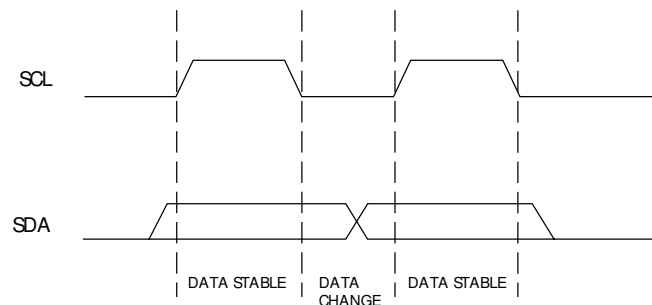 SCL
SDA
DATA STABLE
DATA
CHANGE
DATA STABLE